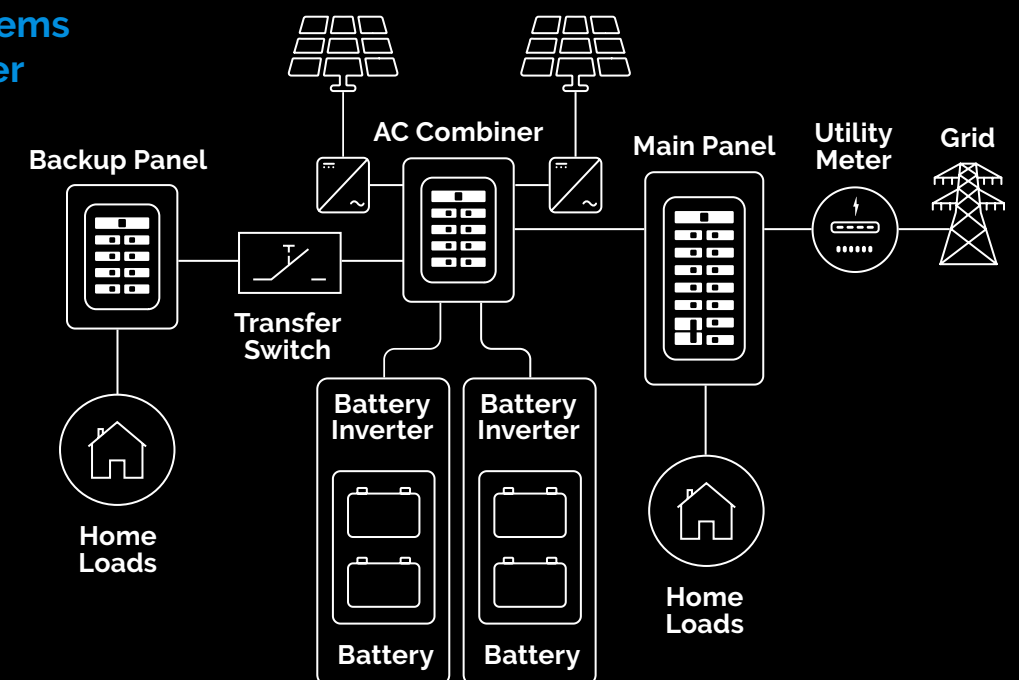 ems
er
AC Combiner
Backup Panel
Main Panel
Utility
Meter
Grid
Transfer
Switch
Battery
Inverter
Battery
Inverter
Home
Loads
Home
Loads
Battery
Battery